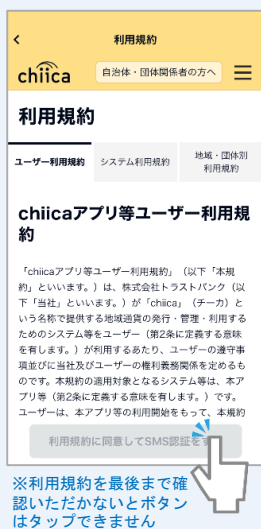 利用規約
chiica
自治体・団体関係者の方へ
利用規約
ユーザー利用規約
システム利用規約
地域・団体別
利用規約
chiicaアプリ等ユーザー利用規
約
「chiicaアプリ等ユーザー利用規約」（以下「本規
約」といいます。）は、株式会社トラストバンク（以
下「当社」といいます。）が「chiica」（チーカ）と
いう名称で提供する地域通貨の発行・管理・利用する
ためのシステム等をユーザー（第2条に定義する意味
を有します。）が利用するあたり、ユーザーの遵守事
項並びに当社及びユーザーの権利義務関係を定めるも
のです。本規約の適用対象となるシステム等は、本ア
プリ等（第2条に定義する意味を有します。）です。
ユーザーは、本アプリ等の利用開始をもって、本規約
利用規約に同意してSMS認証をす
※利用規約を最後まで確
認いただかないとボタン
はタップできません